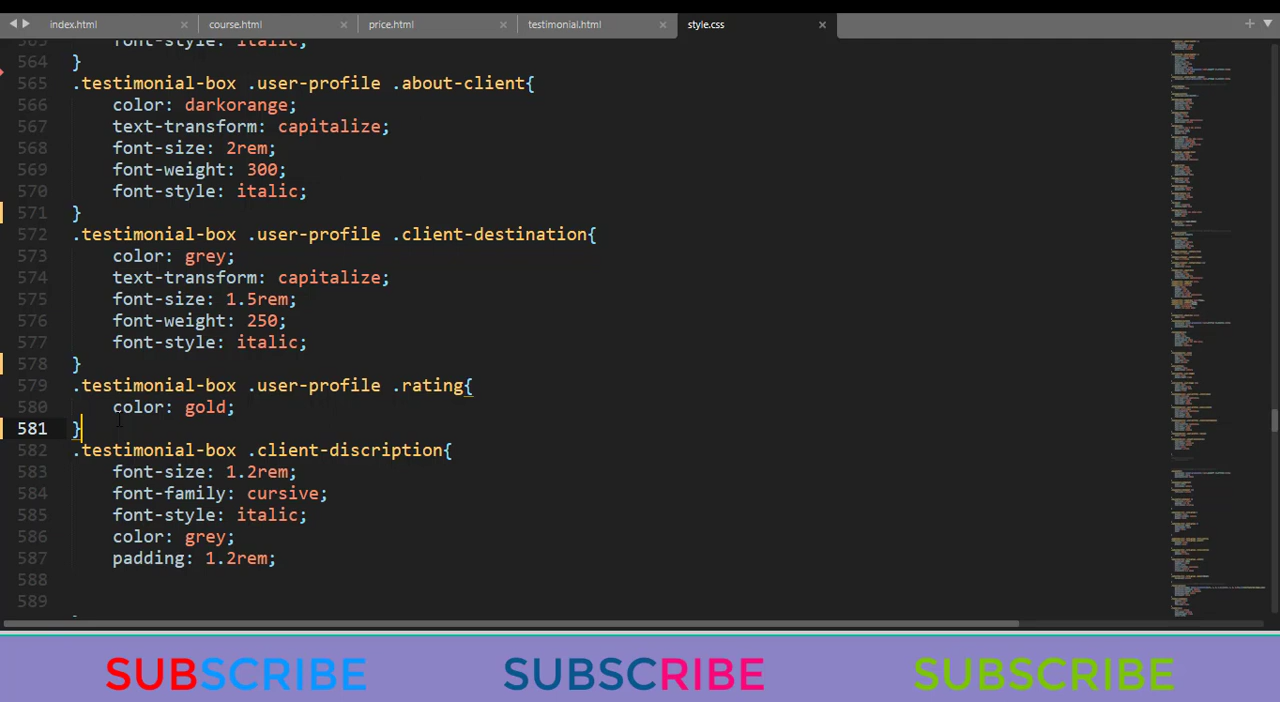 index.html × course.html × price.html × testimonial.html × style.css × + ▼
font-style: italic;
564 }
565 .testimonial-box .user-profile .about-client{
566 color: darkorange;
567 text-transform: capitalize;
568 font-size: 2rem;
569 font-weight: 300;
570 font-style: italic;
571 }
572 .testimonial-box .user-profile .client-destination{
573 color: grey;
574 text-transform: capitalize;
575 font-size: 1.5rem;
576 font-weight: 250;
577 font-style: italic;
578 }
579 .testimonial-box .user-profile .rating{
580 color: gold;
581 }
582 .testimonial-box .client-discription{
583 font-size: 1.2rem;
584 font-family: cursive;
585 font-style: italic;
586 color: grey;
587 padding: 1.2rem;
588
589
SUBSCRIBE SUBSCRIBE SUBSCRIBE